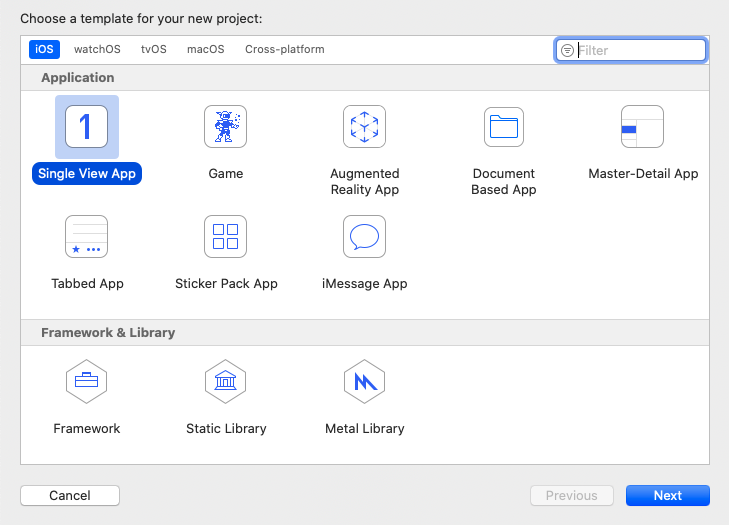 Choose a template for your new project:
iOS watchOS tvOS macOS Cross-platform Filter
Application
1
Single View App Game Augmented Reality App Document Based App Master-Detail App
Tabbed App Sticker Pack App iMessage App
Framework & Library
Framework Static Library Metal Library
Cancel Previous Next